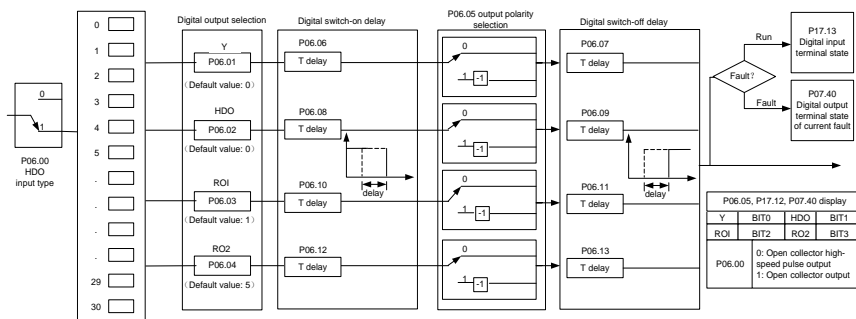 Digital output selection
Digital switch-on delay
P06.05 output polarity
selection
Digital switch-off delay
0
1
2
3
4
5
.
.
.
.
29
30
0
1
P06.00
HDO
input type
Y
P06.01
(Default value: 0)
HDO
P06.02
(Default value: 0)
ROI
P06.03
(Default value: 1)
RO2
P06.04
(Default value: 5)
P06.06
T delay
P06.08
T delay
delay
P06.10
T delay
P06.12
T delay
0
1
-1
0
1
-1
0
1
-1
0
1
-1
P06.07
T delay
P06.09
T delay
delay
P06.11
T delay
P06.13
T delay
Run
Fault?
Fault
P17.13
Digital input
terminal state
P07.40
Digital output
terminal state
of current fault
P06.05, P17.12, P07.40 display
Y BIT0 HDO BIT1
ROI BIT2 RO2 BIT3
P06.00
0: Open collector high-
speed pulse output
1: Open collector output